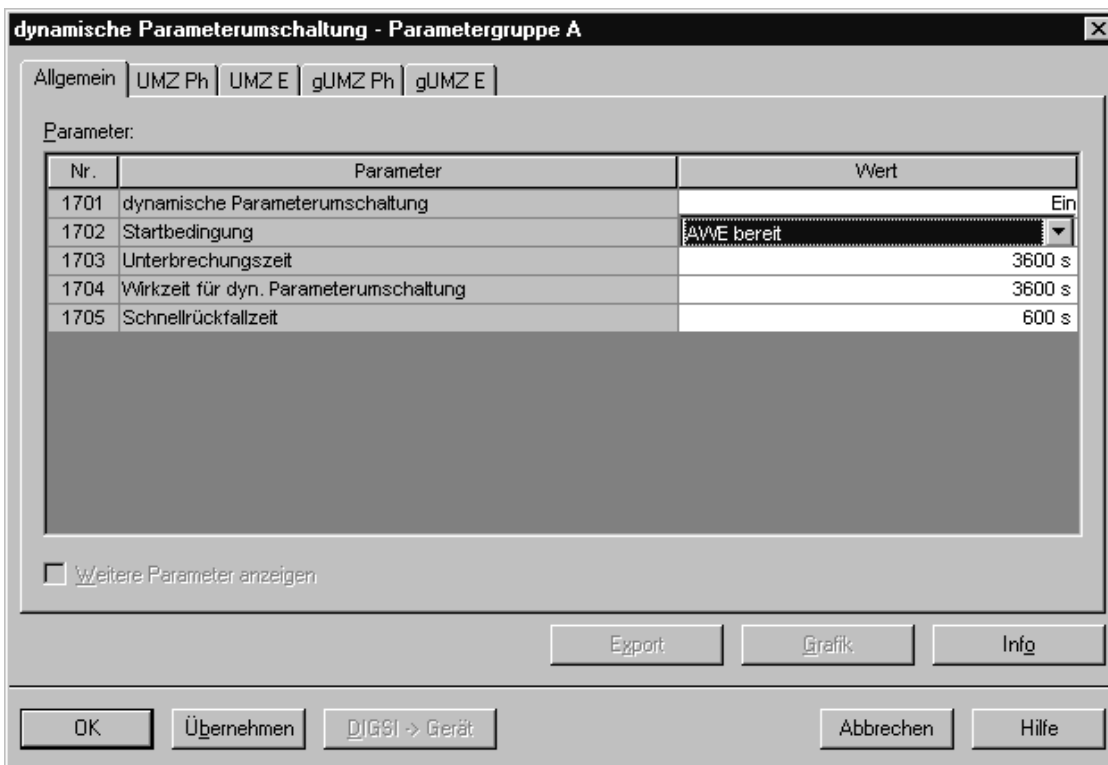 dynamische Parameterumschaltung - Parametergruppe A
Allgemein UMZ Ph UMZ E gUMZ Ph gUMZ E
Parameter:
Nr. Parameter Wert
1701 dynamische Parameterumschaltung Ein
1702 Startbedingung AWE bereit
1703 Unterbrechungszeit 3600 s
1704 Wirkzeit für dyn. Parameterumschaltung 3600 s
1705 Schnellrückfallzeit 600 s
Weitere Parameter anzeigen
Export Grafik Info
OK Übernehmen DIGSI -> Gerät Abbrechen Hilfe